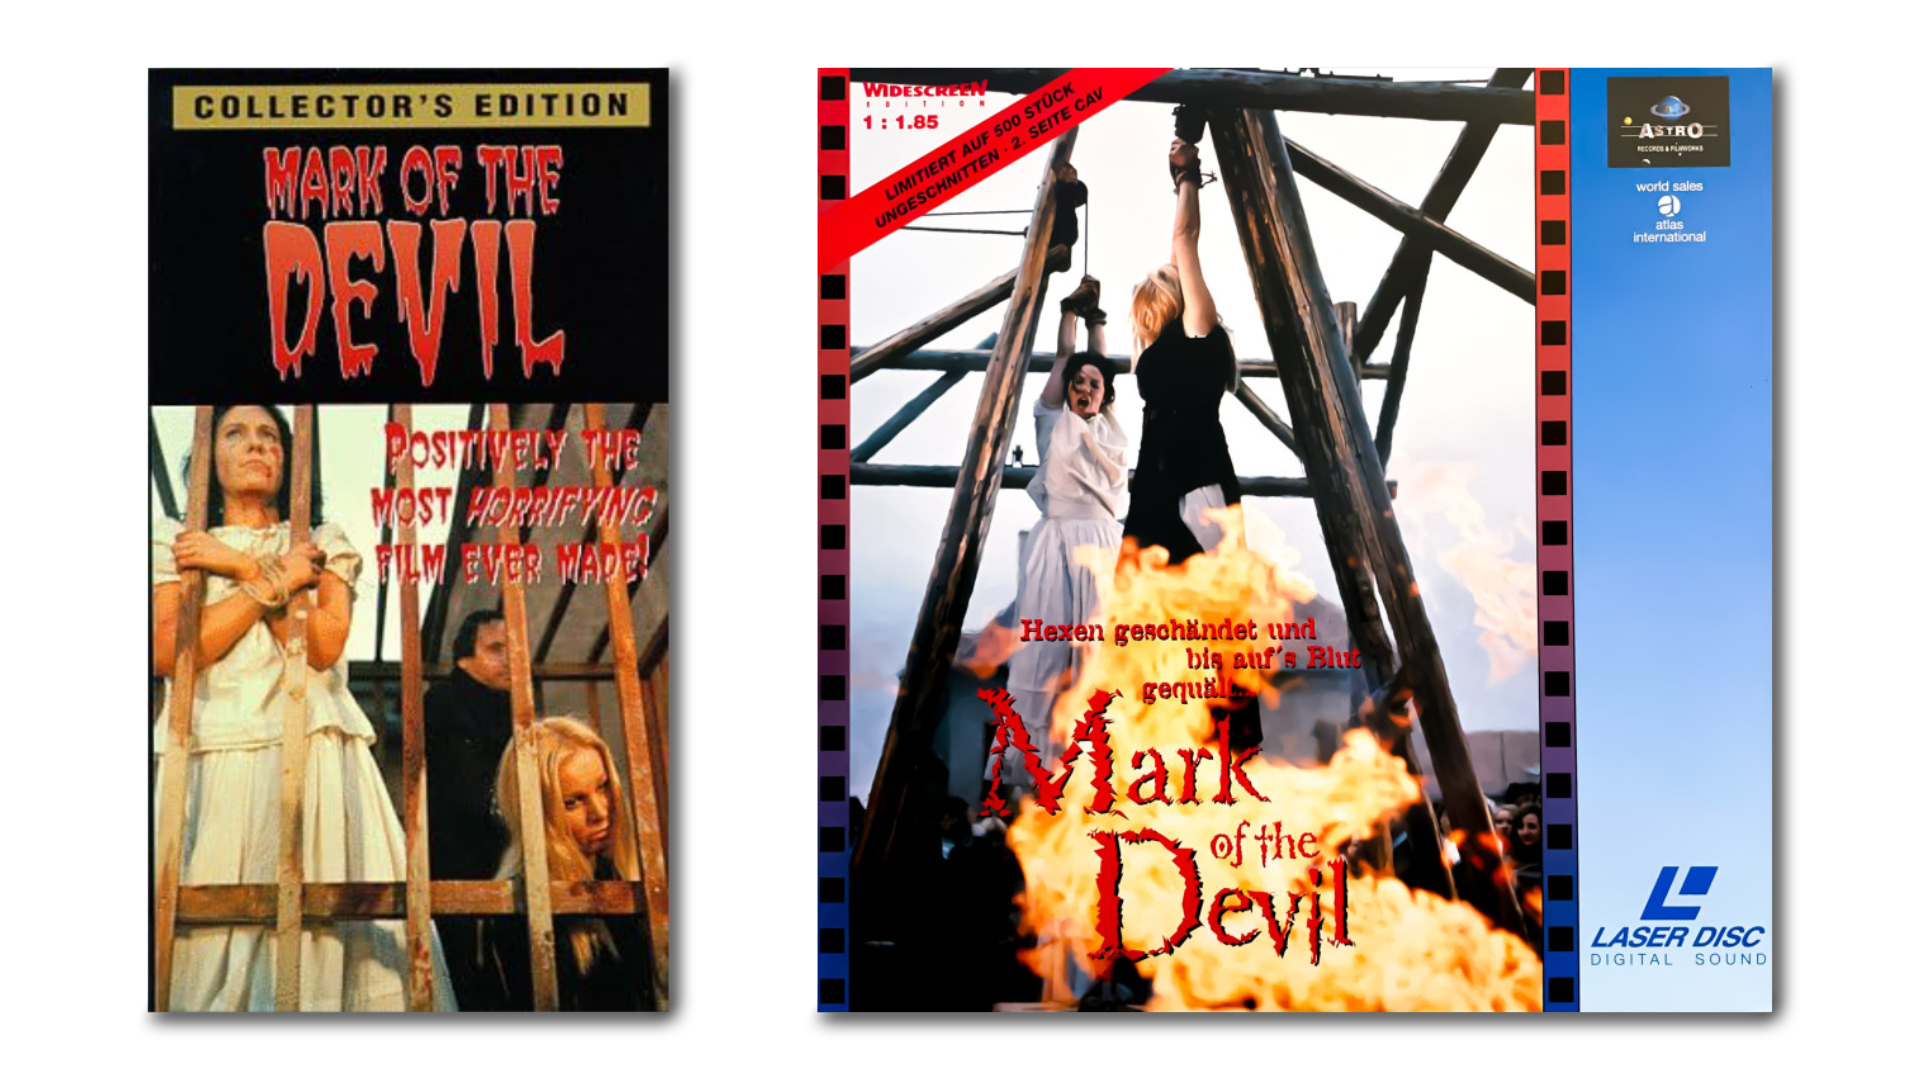 COLLECTOR'S EDITION
MARK OF THE
DEVIL
POSITIVELY THE
MOST HORRIFYING
FILM EVER MADE!
WIDESCREEN
EDITION
1 : 1.85
LIMITIERT AUF 500 STÜCK
UNGESCHNITTEN · 2. SEITE CAV
Hexen geschändet und
bis auf´s Blut
gequält...
Mark
of the
Devil
ASTRO
RECORDS & FILMWORKS
world sales
atlas
international
LASER DISC
DIGITAL SOUND